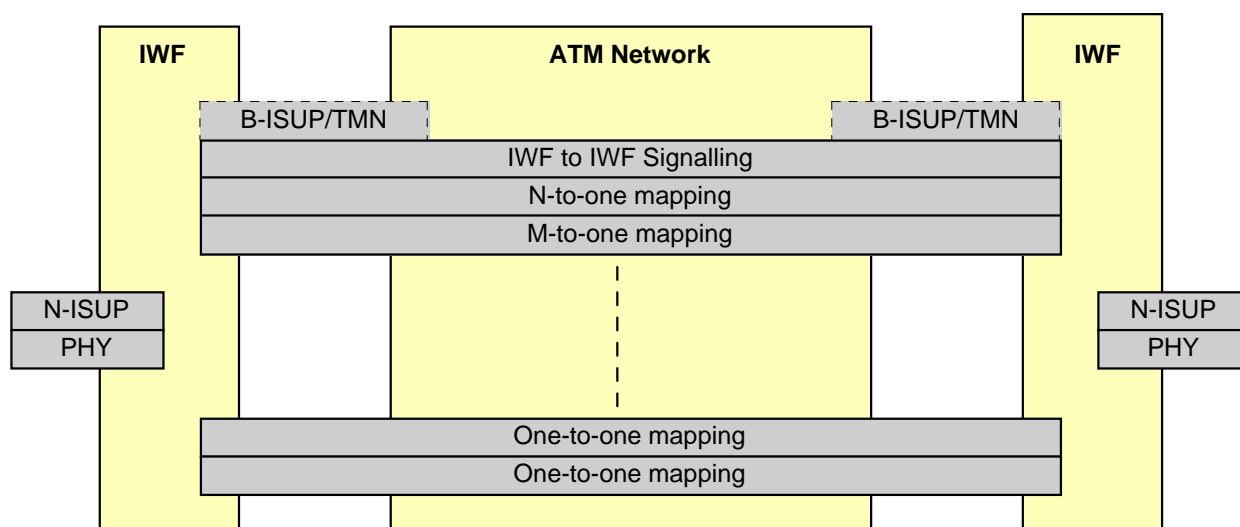 IWF
ATM Network
IWF
B-ISUP/TMN
B-ISUP/TMN
IWF to IWF Signalling
N-to-one mapping
M-to-one mapping
N-ISUP
N-ISUP
PHY
PHY
One-to-one mapping
One-to-one mapping